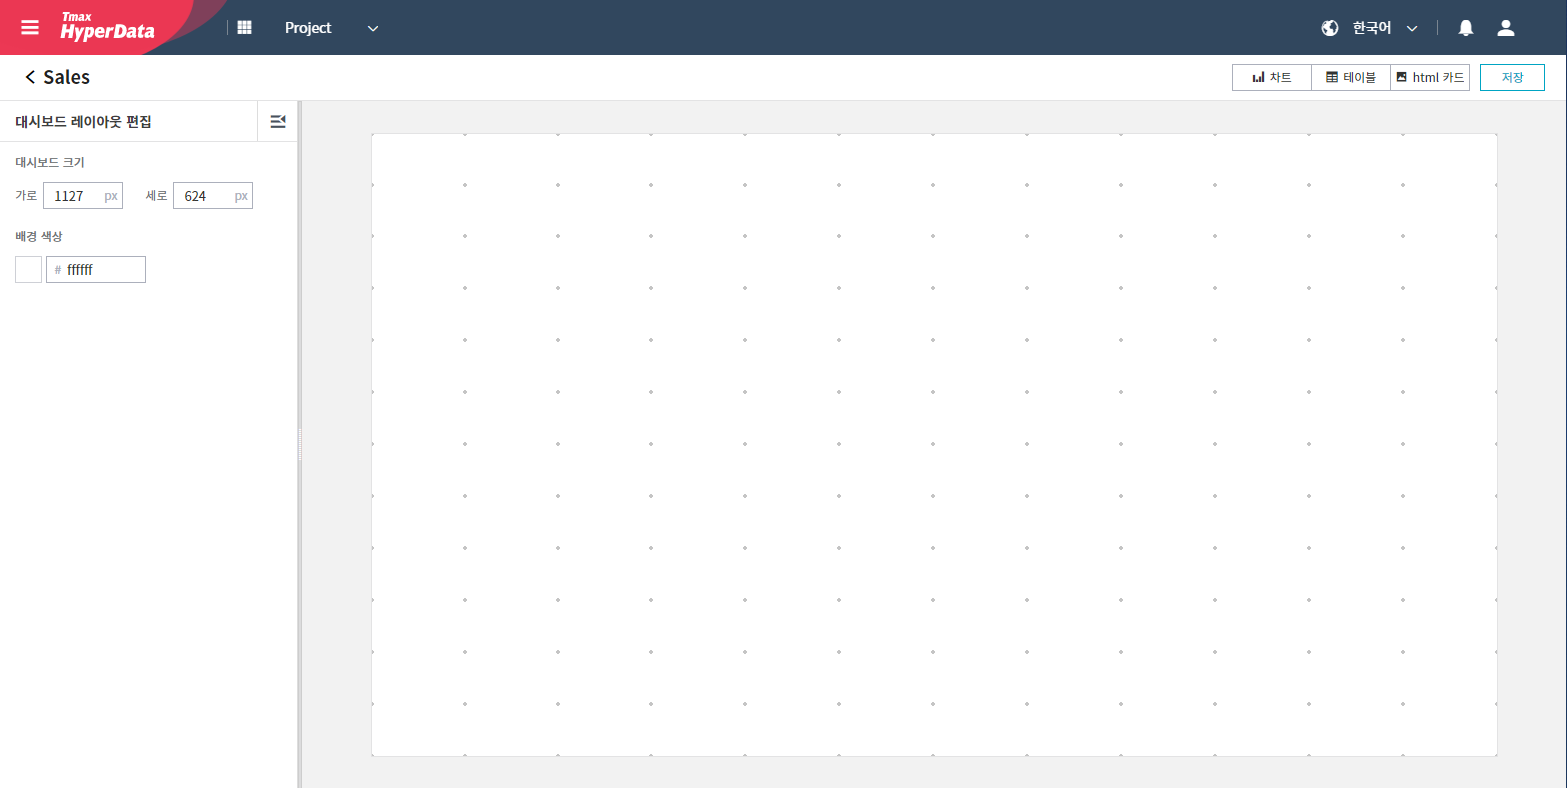 Tmax
HyperData
Project
한국어
Sales
차트
테이블
html 카드
저장
대시보드 레이아웃 편집
대시보드 크기
가로 1127 px 세로 624 px
배경 색상
# ffffff